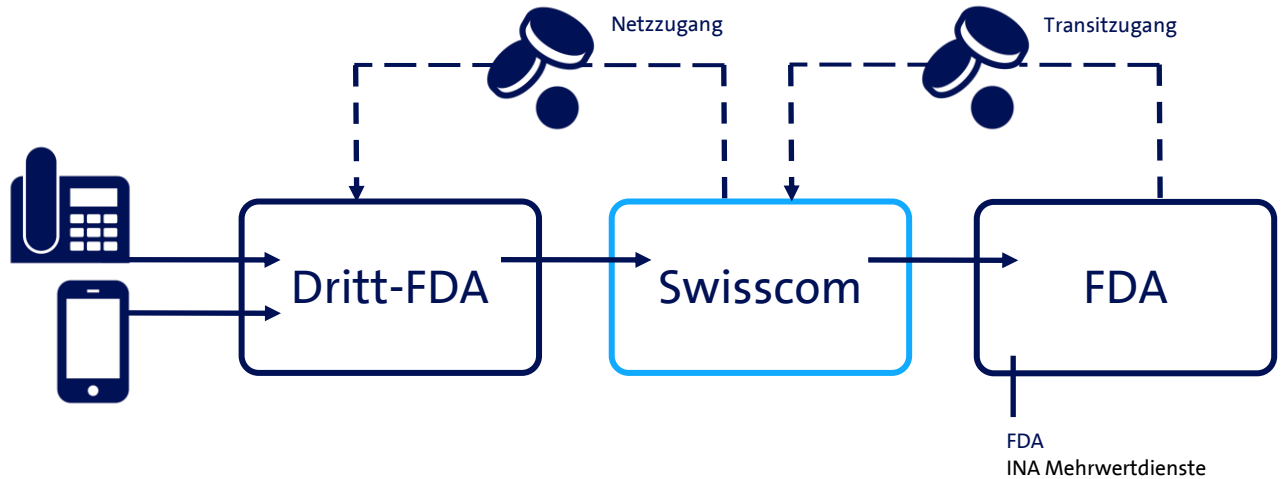 Netzzugang
Transitzugang
Dritt-FDA
Swisscom
FDA
FDA
INA Mehrwertdienste